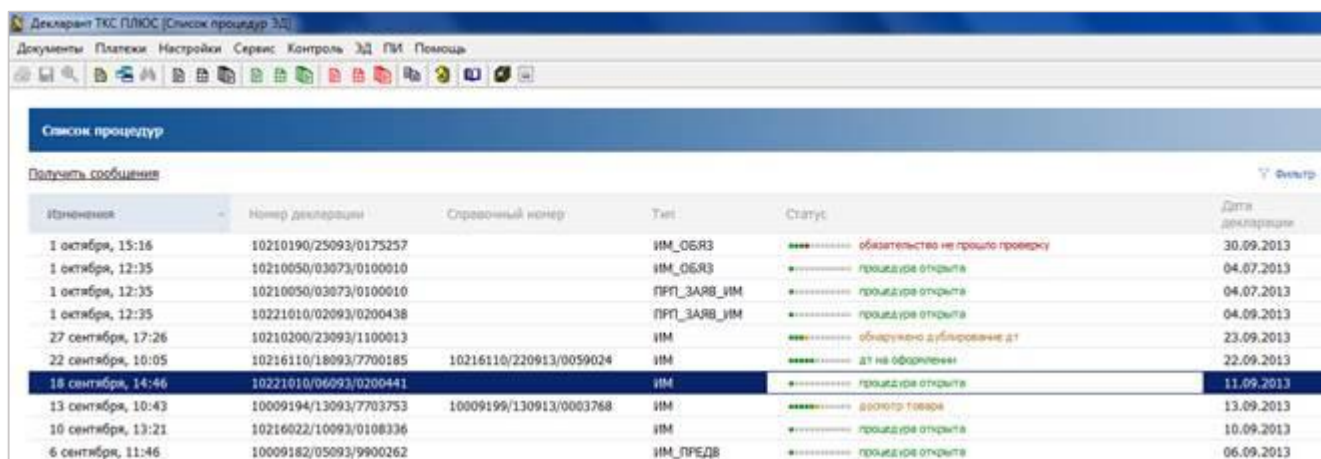 Декларант ТКС ПЛЮС [Список процедур ЭД]
Документы Платежи Настройки Сервис Контроль ЭД ПИ Помощь
Список процедур
Получить сообщения Фильтр
Изменения Номер декларации Справочный номер Тип Статус Дата декларации
1 октября, 15:16 10210190/25093/0175257 ИМ_ОБЯЗ обязательство не прошло проверку 30.09.2013
1 октября, 12:35 10210050/03073/0100010 ИМ_ОБЯЗ процедура открыта 04.07.2013
1 октября, 12:35 10210050/03073/0100010 ПРП_ЗАЯВ_ИМ процедура открыта 04.07.2013
1 октября, 12:35 10221010/02093/0200438 ПРП_ЗАЯВ_ИМ процедура открыта 04.09.2013
27 сентября, 17:26 10210200/23093/1100013 ИМ обнаружено дублирование дт 23.09.2013
22 сентября, 10:05 10216110/18093/7700185 10216110/220913/0059024 ИМ дт на оформлении 22.09.2013
18 сентября, 14:46 10221010/06093/0200441 ИМ процедура открыта 11.09.2013
13 сентября, 10:43 10009194/13093/7703753 10009199/130913/0003768 ИМ досмотр товара 13.09.2013
10 сентября, 13:21 10216022/10093/0108336 ИМ процедура открыта 10.09.2013
6 сентября, 11:46 10009182/05093/9900262 ИМ_ПРЕДВ процедура открыта 06.09.2013